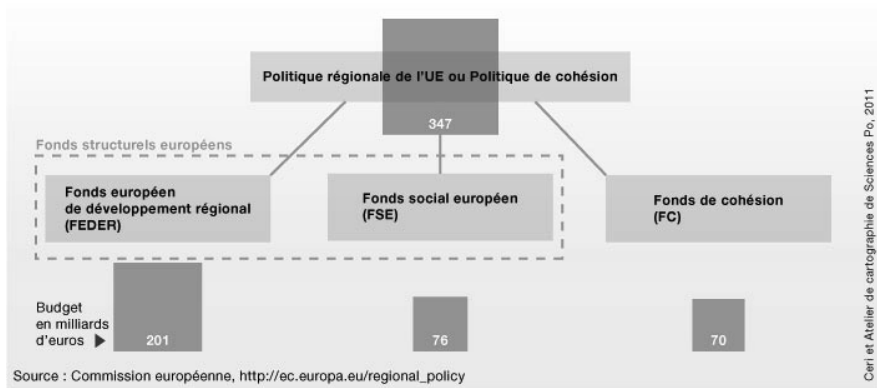 Politique régionale de l'UE ou Politique de cohésion
347
Fonds structurels européens
Fonds européen
de développement régional
(FEDER)
Fonds social européen
(FSE)
Fonds de cohésion
(FC)
Budget
en milliards
d'euros ▶
201
76
70
Source : Commission européenne, http://ec.europa.eu/regional_policy
Ceri et Atelier de cartographie de Sciences Po, 2011